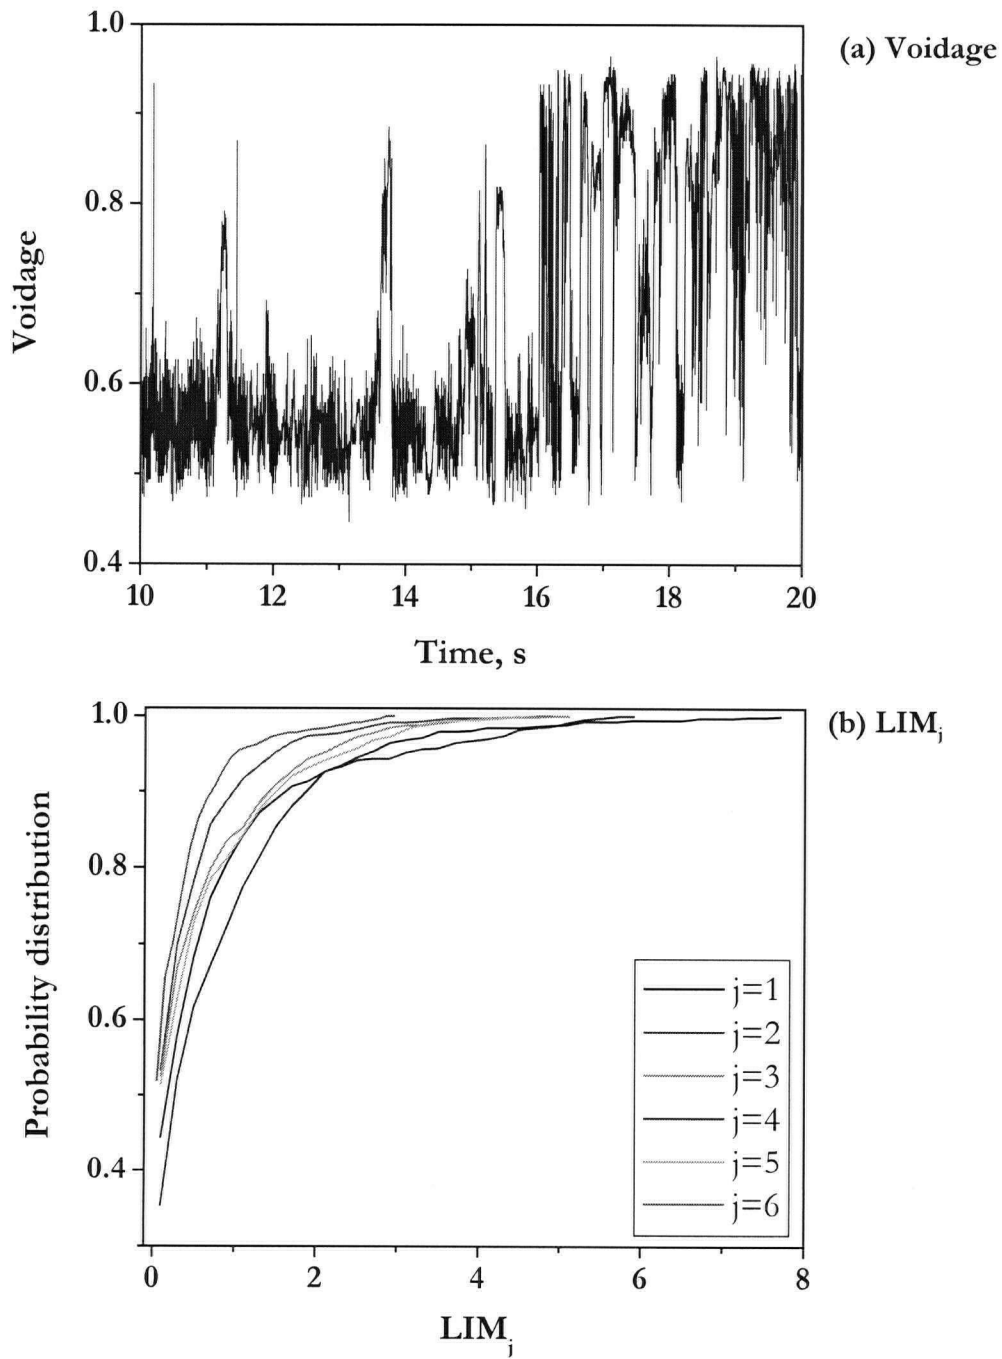 (a) Voidage
1.0
0.8
0.6
0.4
Voidage
10 12 14 16 18 20
Time, s
(b) LIMj
1.0
0.8
0.6
0.4
Probability distribution
j=1
j=2
j=3
j=4
j=5
j=6
0 2 4 6 8
LIMj